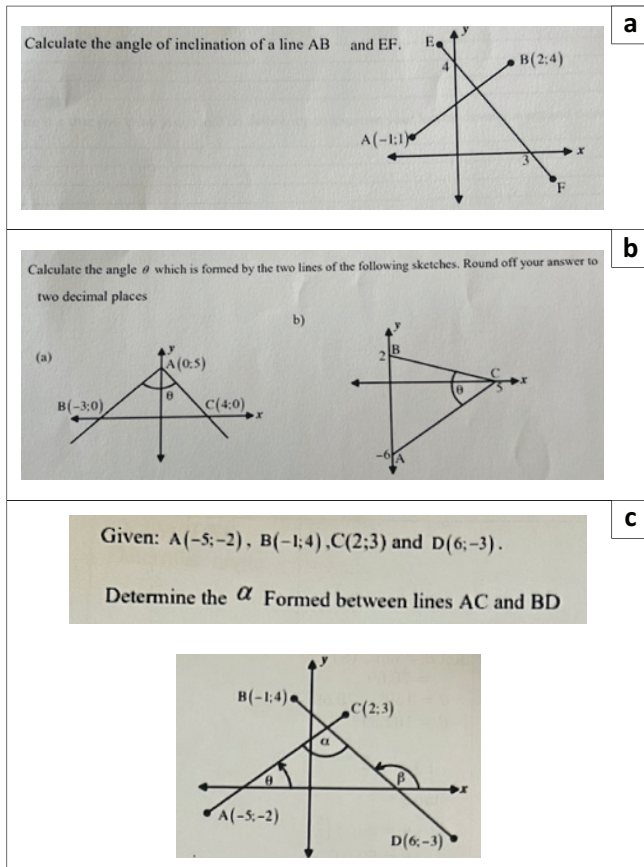 a
Calculate the angle of inclination of a line AB and EF.
E
y
4
B(2;4)
A(−1;1)
x
3
F
b
Calculate the angle θ which is formed by the two lines of the following sketches. Round off your answer to
two decimal places
b)
(a)
y
A(0;5)
θ
B(−3;0)
C(4;0)
x
y
2
B
C
x
θ
5
−6
A
c
Given: A(−5;−2), B(−1;4),C(2;3) and D(6;−3).
Determine the α Formed between lines AC and BD
y
B(−1;4)
C(2;3)
α
θ
β
x
A(−5;−2)
D(6;−3)